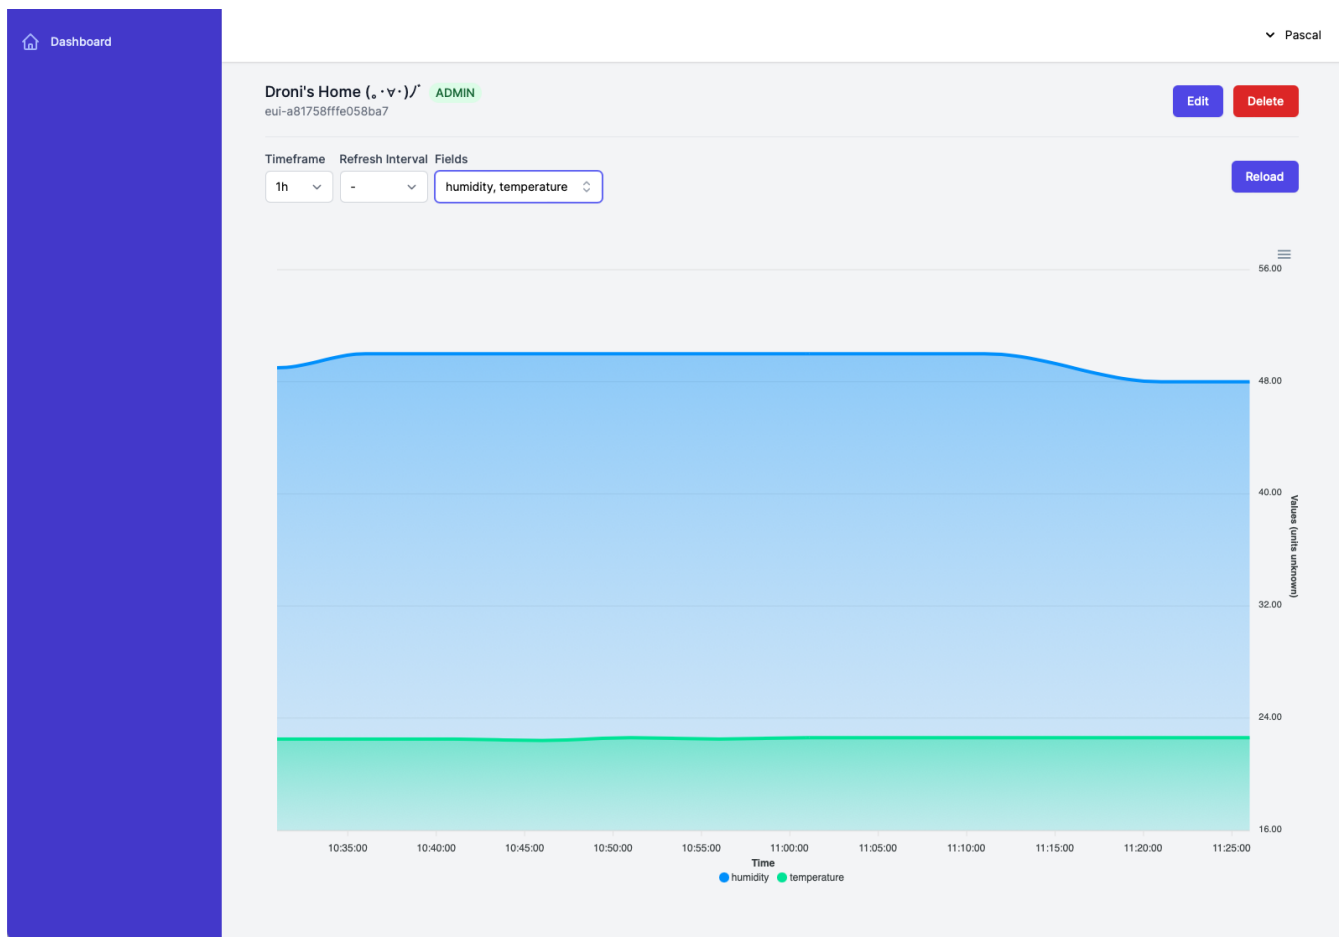 Dashboard
Pascal
Droni's Home (｡･∀･)ﾉﾞ ADMIN
eui-a81758fffe058ba7
Edit
Delete
Timeframe Refresh Interval Fields
1h - humidity, temperature
Reload
56.00
48.00
40.00
32.00
24.00
16.00
Values (units unknown)
10:35:00 10:40:00 10:45:00 10:50:00 10:55:00 11:00:00 11:05:00 11:10:00 11:15:00 11:20:00 11:25:00
Time
humidity temperature